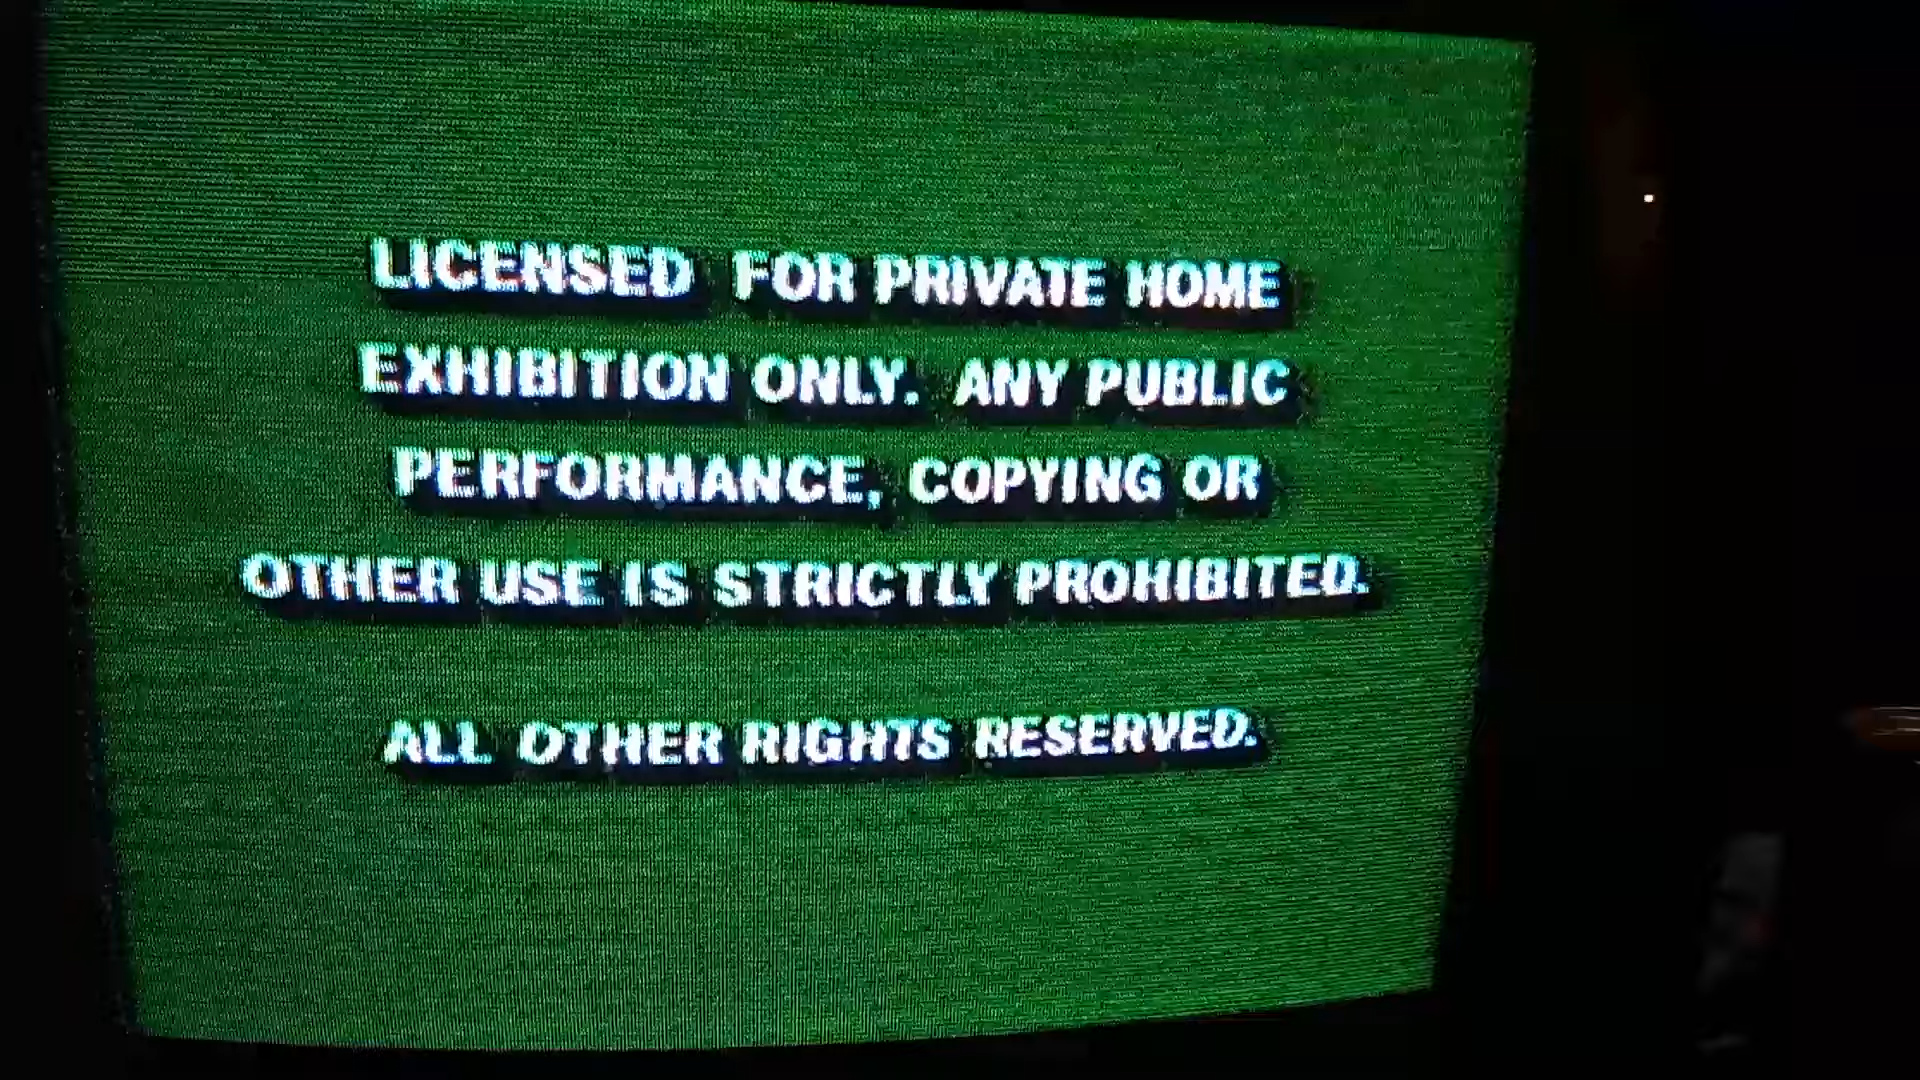 LICENSED FOR PRIVATE HOME
EXHIBITION ONLY. ANY PUBLIC
PERFORMANCE, COPYING OR
OTHER USE IS STRICTLY PROHIBITED.
ALL OTHER RIGHTS RESERVED.